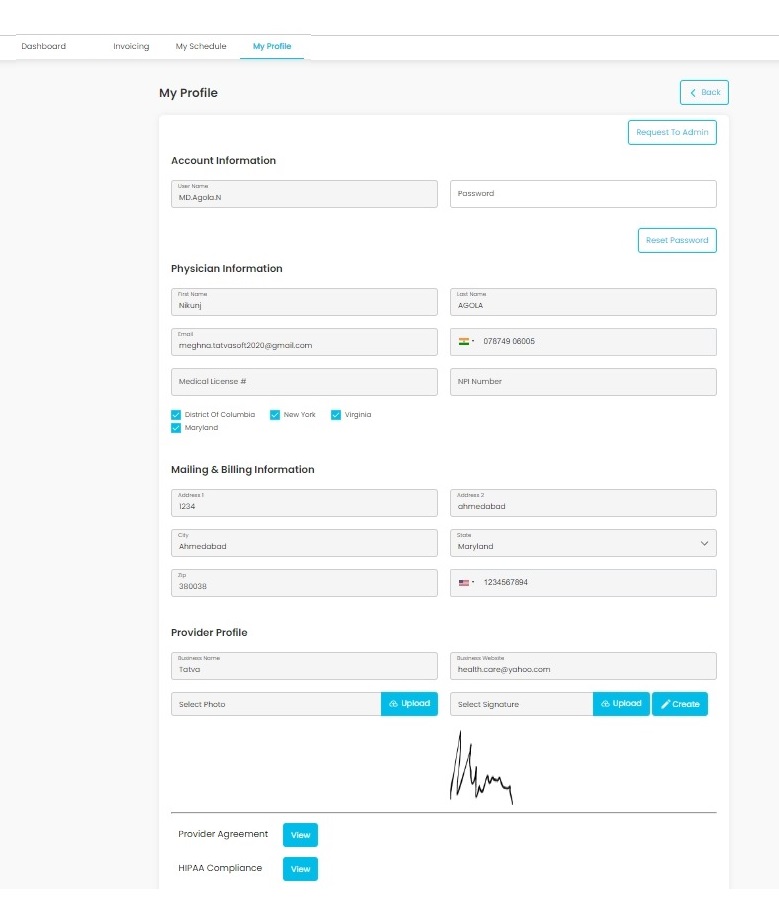 Dashboard Invoicing My Schedule My Profile
My Profile Back
Request To Admin
Account Information
User Name
MD.Agola.N Password
Reset Password
Physician Information
First Name Last Name
Nikunj AGOLA
Email
meghna.tatvasoft2020@gmail.com 078749 06005
Medical License # NPI Number
District Of Columbia New York Virginia
Maryland
Mailing & Billing Information
Address 1 Address 2
1234 ahmedabad
City State
Ahmedabad Maryland
Zip
380038 1234567894
Provider Profile
Business Name Business Website
Tatva health.care@yahoo.com
Select Photo Upload Select Signature Upload Create
Provider Agreement View
HIPAA Compliance View